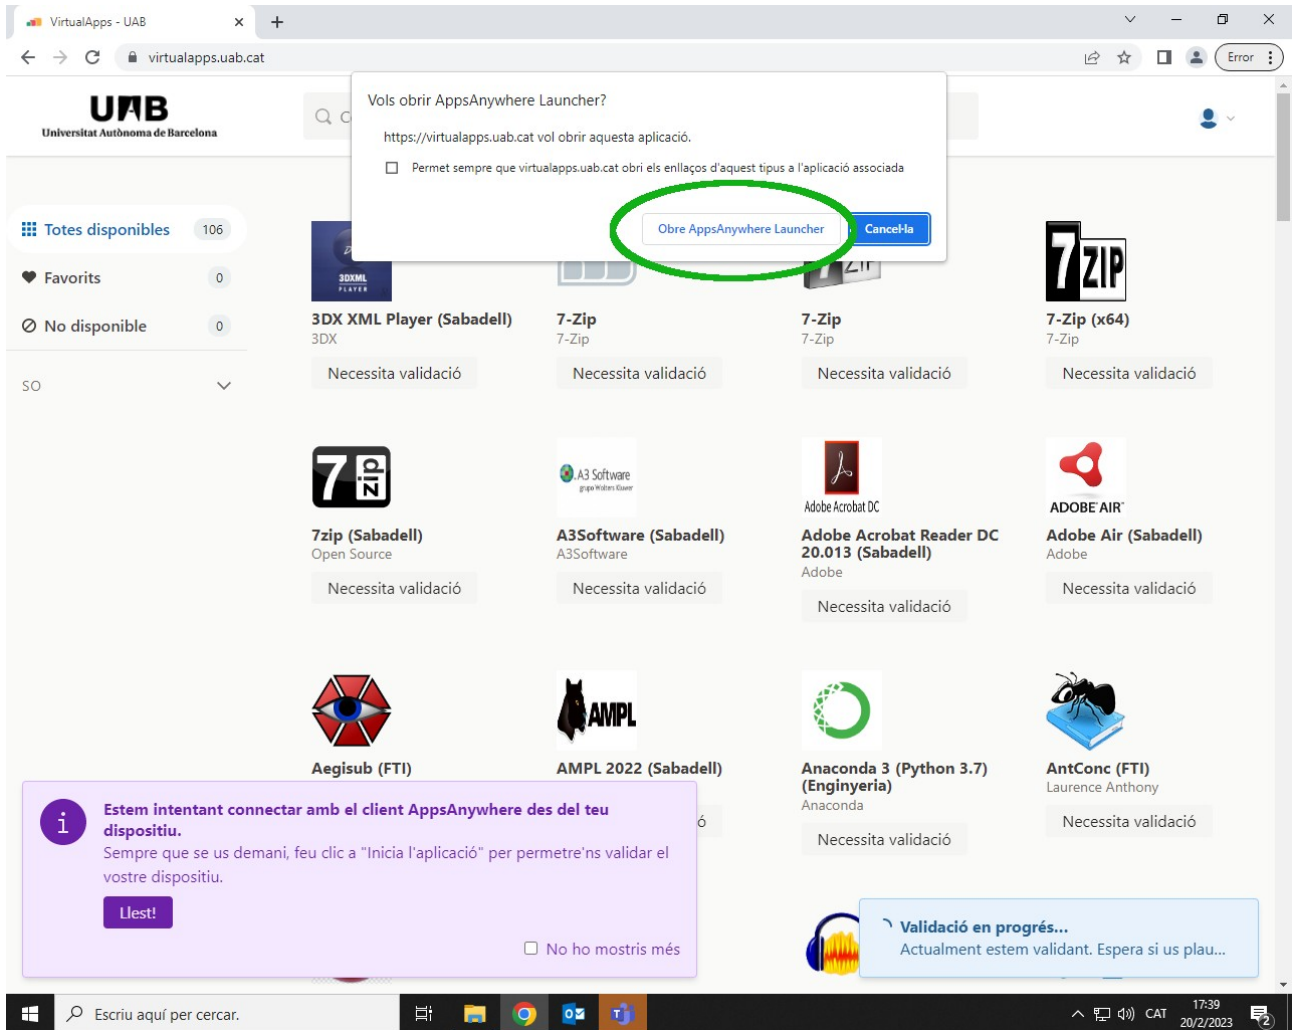 VirtualApps - UAB
virtualapps.uab.cat
Error
UAB
Universitat Autònoma de Barcelona
Vols obrir AppsAnywhere Launcher?
https://virtualapps.uab.cat vol obrir aquesta aplicació.
Permet sempre que virtualapps.uab.cat obri els enllaços d'aquest tipus a l'aplicació associada
Obre AppsAnywhere Launcher
Cancel·la
Totes disponibles 106
Favorits 0
No disponible 0
SO
3DXML
PLAYER
7 ZIP
7ZIP
3DX XML Player (Sabadell)
3DX
Necessita validació
7-Zip
7-Zip
Necessita validació
7-Zip
7-Zip
Necessita validació
7-Zip (x64)
7-Zip
Necessita validació
7zip
7zip (Sabadell)
Open Source
Necessita validació
A3 Software
grupo Wolters Kluwer
A3Software (Sabadell)
A3Software
Necessita validació
Adobe Acrobat DC
Adobe Acrobat Reader DC
20.013 (Sabadell)
Adobe
Necessita validació
ADOBE AIR
Adobe Air (Sabadell)
Adobe
Necessita validació
Aegisub (FTI)
AMPL
AMPL 2022 (Sabadell)
ó
Anaconda 3 (Python 3.7)
(Enginyeria)
Anaconda
Necessita validació
AntConc (FTI)
Laurence Anthony
Necessita validació
Estem intentant connectar amb el client AppsAnywhere des del teu
dispositiu.
Sempre que se us demani, feu clic a "Inicia l'aplicació" per permetre'ns validar el
vostre dispositiu.
Llest!
No ho mostris més
Validació en progrés...
Actualment estem validant. Espera si us plau...
Escriu aquí per cercar.
CAT
17:39
20/2/2023
2